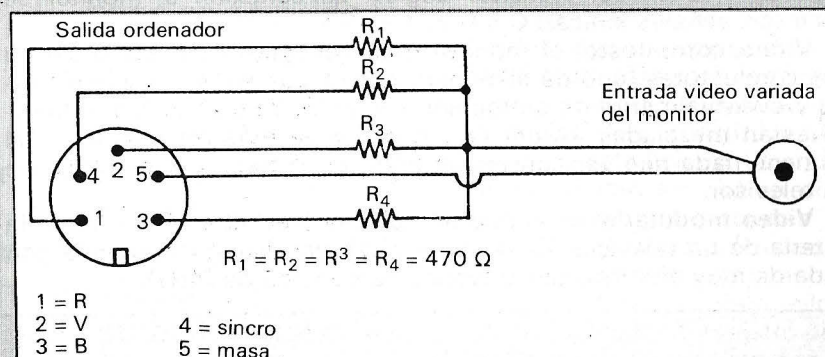 Salida ordenador
R1
R2
R3
R4
Entrada video variada
del monitor
4
2
5
1
3
R1 = R2 = R³ = R4 = 470 Ω
1 = R
2 = V
3 = B
4 = sincro
5 = masa